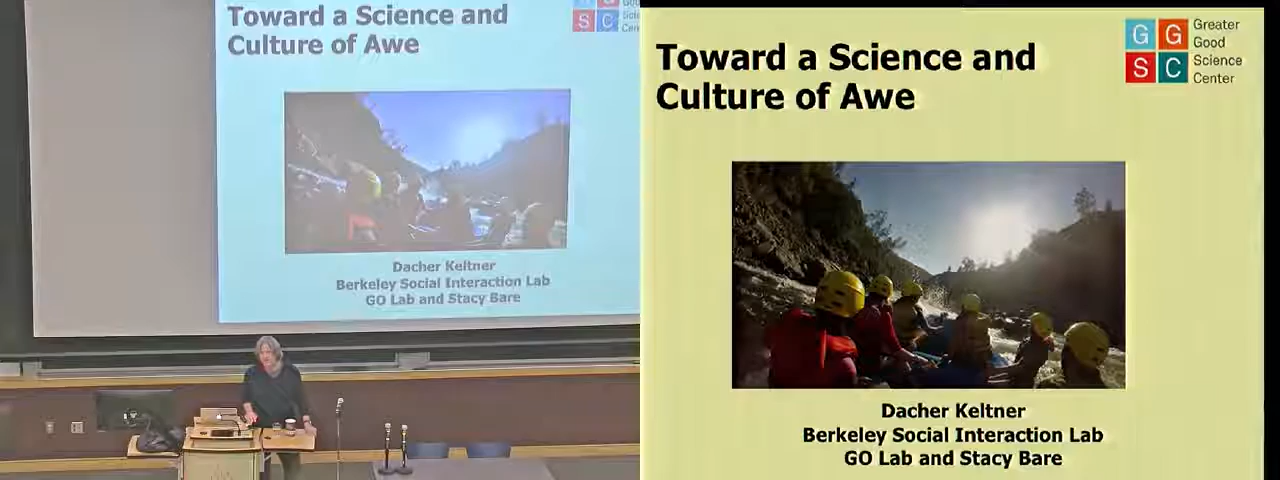 Toward a Science and
Culture of Awe
S C
Dacher Keltner
Berkeley Social Interaction Lab
GO Lab and Stacy Bare
Toward a Science and
Culture of Awe
G G
S C
Greater
Good
Science
Center
Dacher Keltner
Berkeley Social Interaction Lab
GO Lab and Stacy Bare